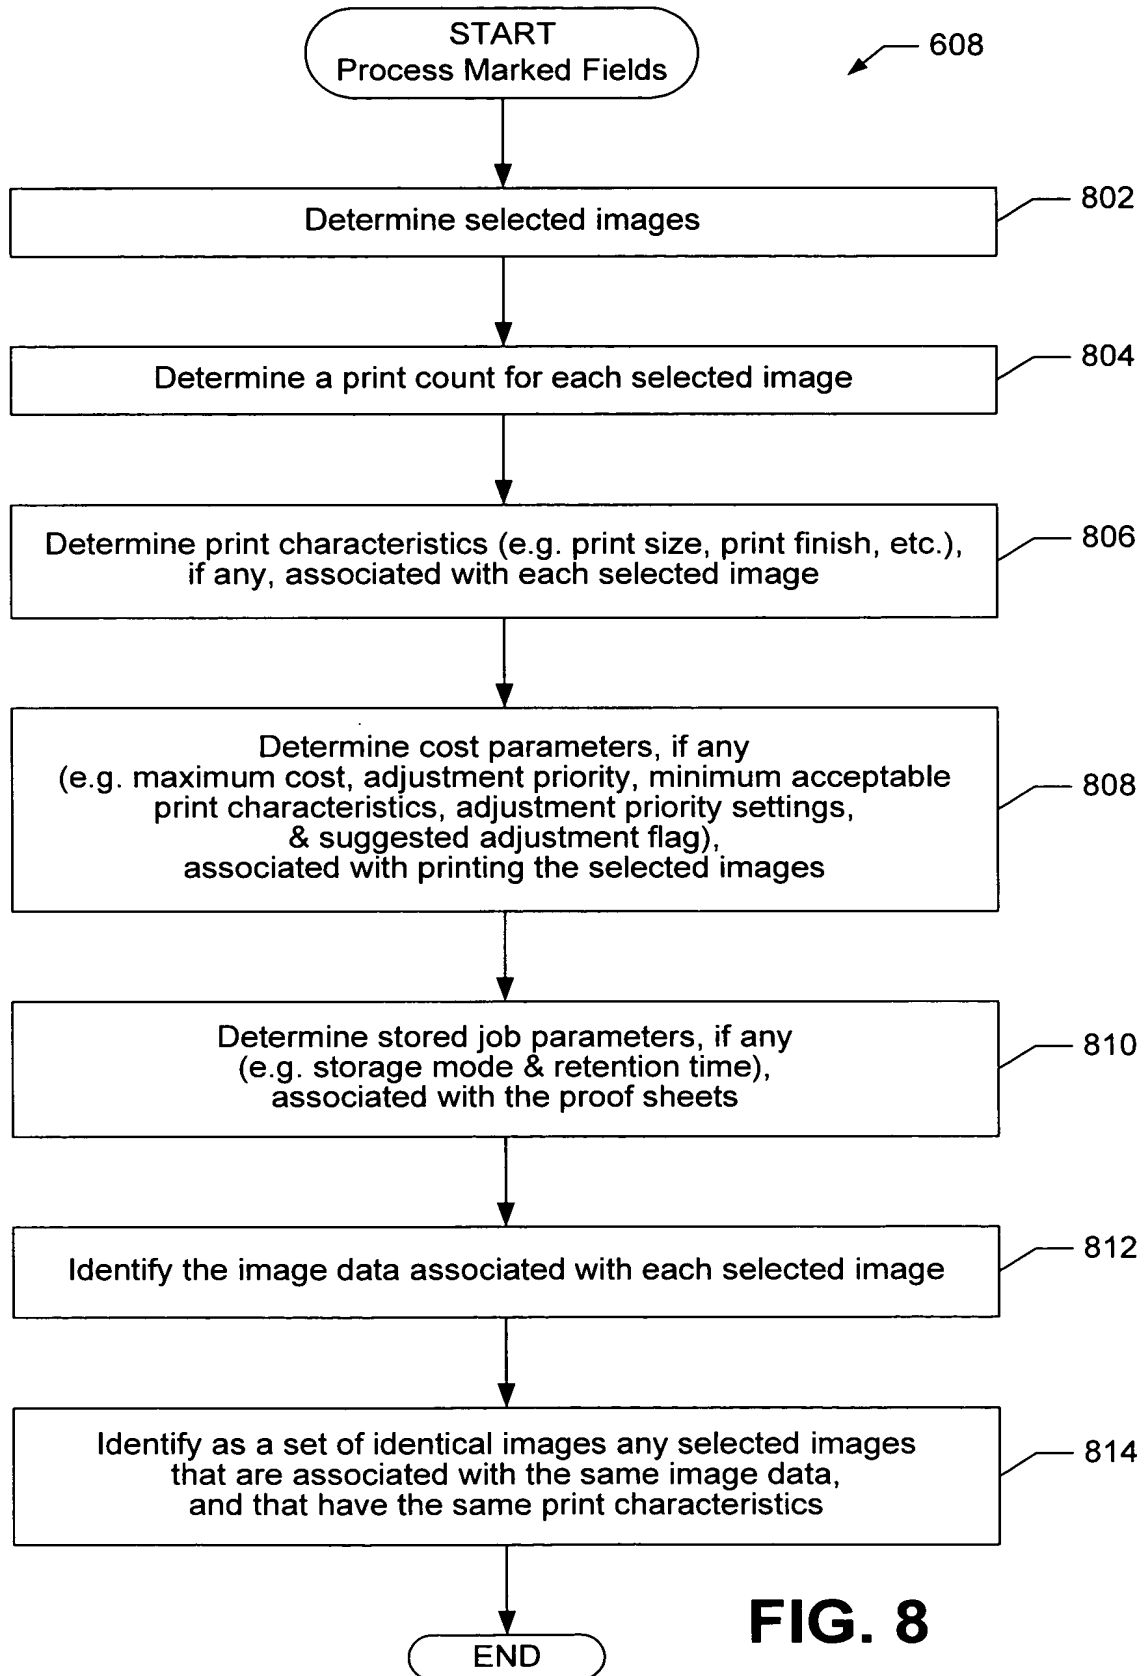 START
Process Marked Fields
608
Determine selected images
802
Determine a print count for each selected image
804
Determine print characteristics (e.g. print size, print finish, etc.),
if any, associated with each selected image
806
Determine cost parameters, if any
(e.g. maximum cost, adjustment priority, minimum acceptable
print characteristics, adjustment priority settings,
& suggested adjustment flag),
associated with printing the selected images
808
Determine stored job parameters, if any
(e.g. storage mode & retention time),
associated with the proof sheets
810
Identify the image data associated with each selected image
812
Identify as a set of identical images any selected images
that are associated with the same image data,
and that have the same print characteristics
814
END
FIG. 8